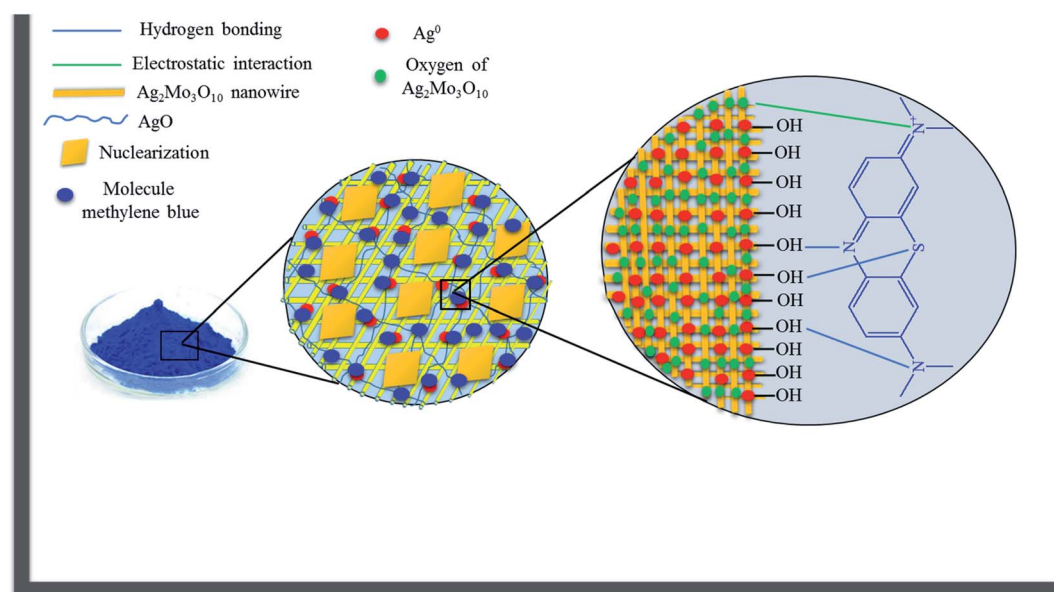 Hydrogen bonding
Electrostatic interaction
Ag₂Mo₃O₁₀ nanowire
AgO
Nuclearization
Molecule
methylene blue
Ag⁰
Oxygen of
Ag₂Mo₃O₁₀
OH
OH
OH
OH
OH
OH
OH
OH
OH
OH
OH
N⁺
N
S
N